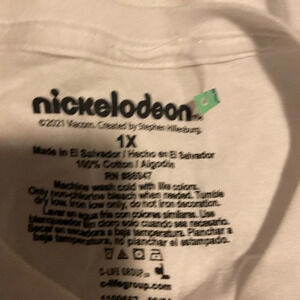 nickelodeon
©2021 Viacom. Created by Stephen Hillenburg.
1X
Made in El Salvador / Hecho en El Salvador
100% Cotton / Algodón
RN #86947
Machine wash cold with like colors.
Only non-chlorine bleach when needed. Tumble
dry low. Iron low only, do not iron decoration.
Lavar en agua fría con colores similares. Use
blanqueador sin cloro solo cuando sea necesario.
Secar en secadora a baja temperatura. Planchar a
baja temperatura, no planchar el estampado.
C-LIFE GROUP
c-lifegroup.com